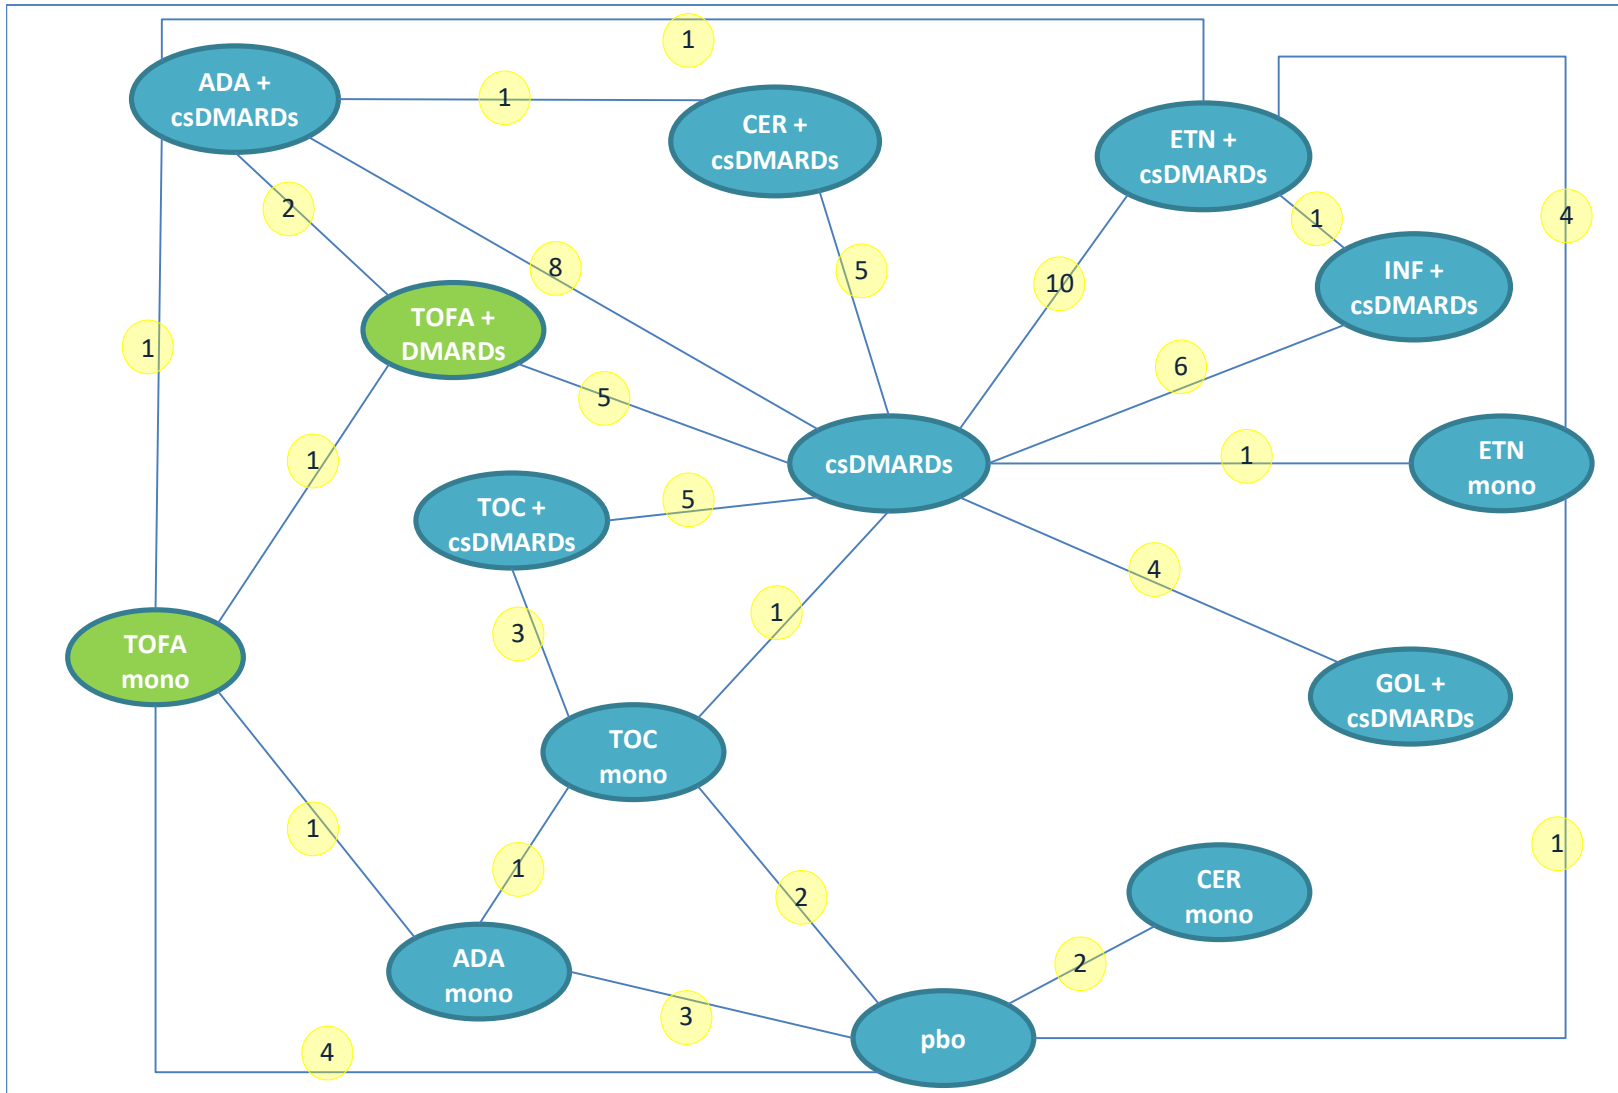 1
ADA +
csDMARDs
1
CER +
csDMARDs
ETN +
csDMARDs
2
1
4
8
5
10
INF +
csDMARDs
TOFA +
DMARDs
1
6
5
1
csDMARDs
1
ETN
mono
TOC +
csDMARDs
5
4
3
1
TOFA
mono
GOL +
csDMARDs
TOC
mono
1
1
2
1
CER
mono
ADA
mono
3
2
4
pbo